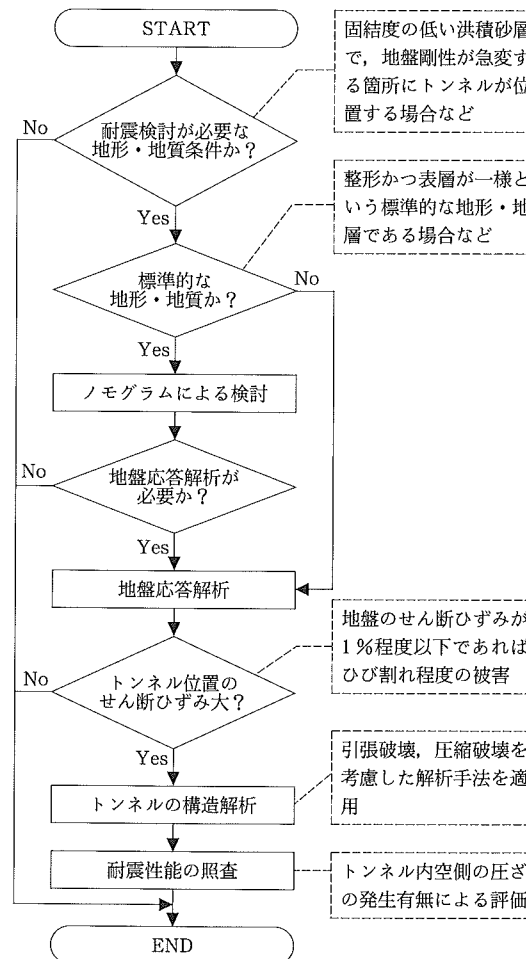 START
固結度の低い洪積砂層
で，地盤剛性が急変す
る箇所にトンネルが位
置する場合など
No
耐震検討が必要な
地形・地質条件か？
Yes
整形かつ表層が一様と
いう標準的な地形・地
層である場合など
標準的な
地形・地質か？
No
Yes
ノモグラムによる検討
No
地盤応答解析が
必要か？
Yes
地盤応答解析
地盤のせん断ひずみが
1％程度以下であれば
ひび割れ程度の被害
No
トンネル位置の
せん断ひずみ大？
Yes
引張破壊，圧縮破壊を
考慮した解析手法を適
用
トンネルの構造解析
耐震性能の照査
トンネル内空側の圧ざ
の発生有無による評価
END